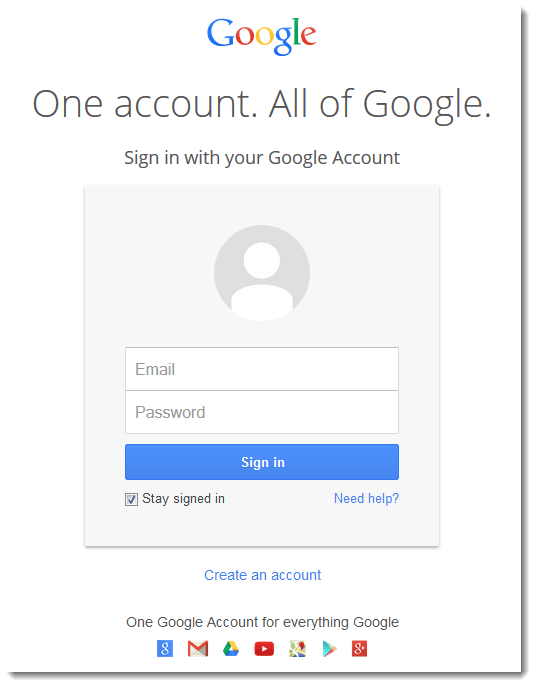 Google
One account. All of Google.
Sign in with your Google Account
Email
Password
Sign in
Stay signed in Need help?
Create an account
One Google Account for everything Google
8 g+